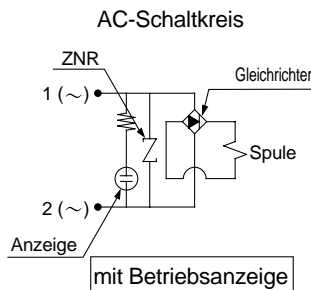 AC-Schaltkreis
ZNR
Gleichrichter
1 (～)
Spule
2 (～)
Anzeige
mit Betriebsanzeige